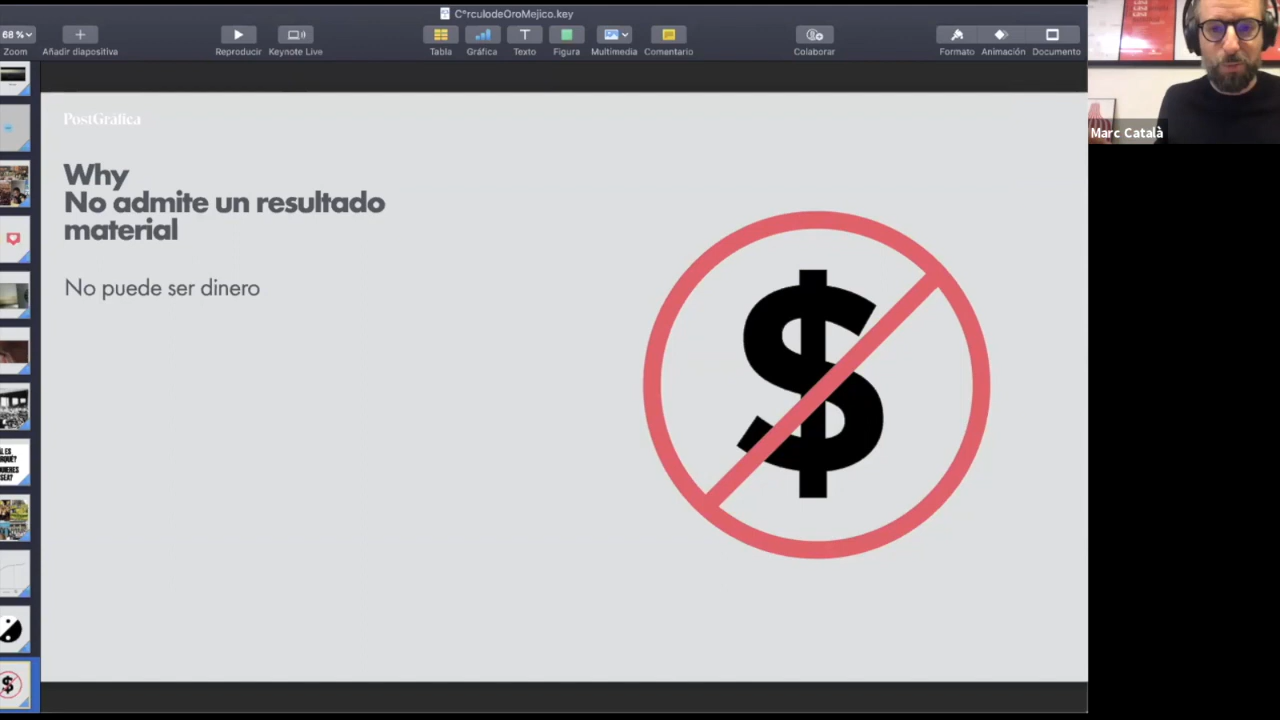 C°rculodeOroMejico.key
68 %
Zoom
Añadir diapositiva
Reproducir
Keynote Live
Tabla
Gráfica
Texto
Figura
Multimedia
Comentario
Colaborar
Formato
Animación
Documento
PostGráfica
Why
No admite un resultado
material
No puede ser dinero
$
Marc Català